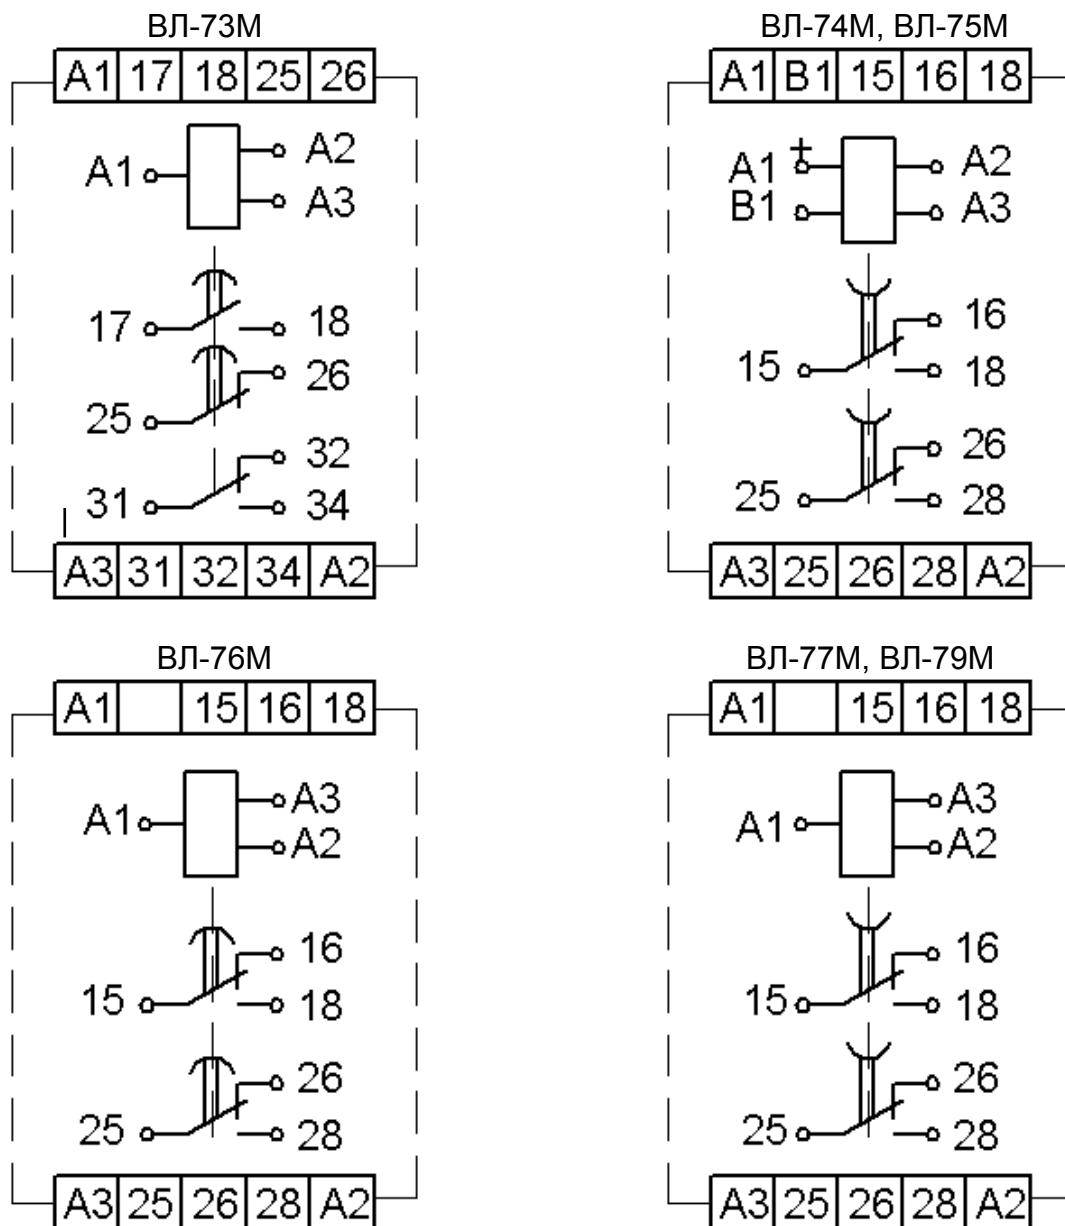 ВЛ-73М
A1 17 18 25 26
A1 A2
A3
17 18
26
25
32
31 34
A3 31 32 34 A2
ВЛ-74М, ВЛ-75М
A1 B1 15 16 18
+
A1 A2
B1 A3
16
15 18
26
25 28
A3 25 26 28 A2
ВЛ-76М
A1 15 16 18
A3
A1
A2
16
15 18
26
25 28
A3 25 26 28 A2
ВЛ-77М, ВЛ-79М
A1 15 16 18
A3
A1
A2
16
15 18
26
25 28
A3 25 26 28 A2